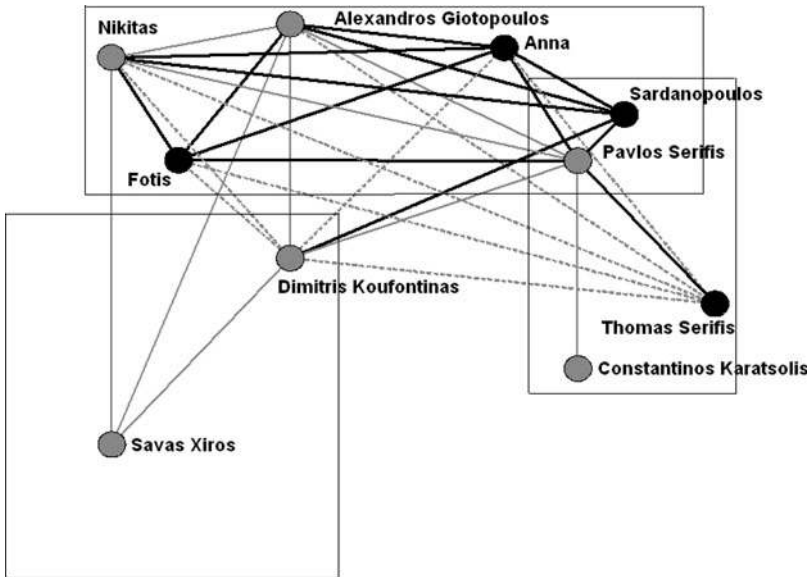 Alexandros Giotopoulos
Nikitas
Anna
Sardanopoulos
Pavlos Serifis
Fotis
Dimitris Koufontinas
Thomas Serifis
Constantinos Karatsolis
Savas Xiros